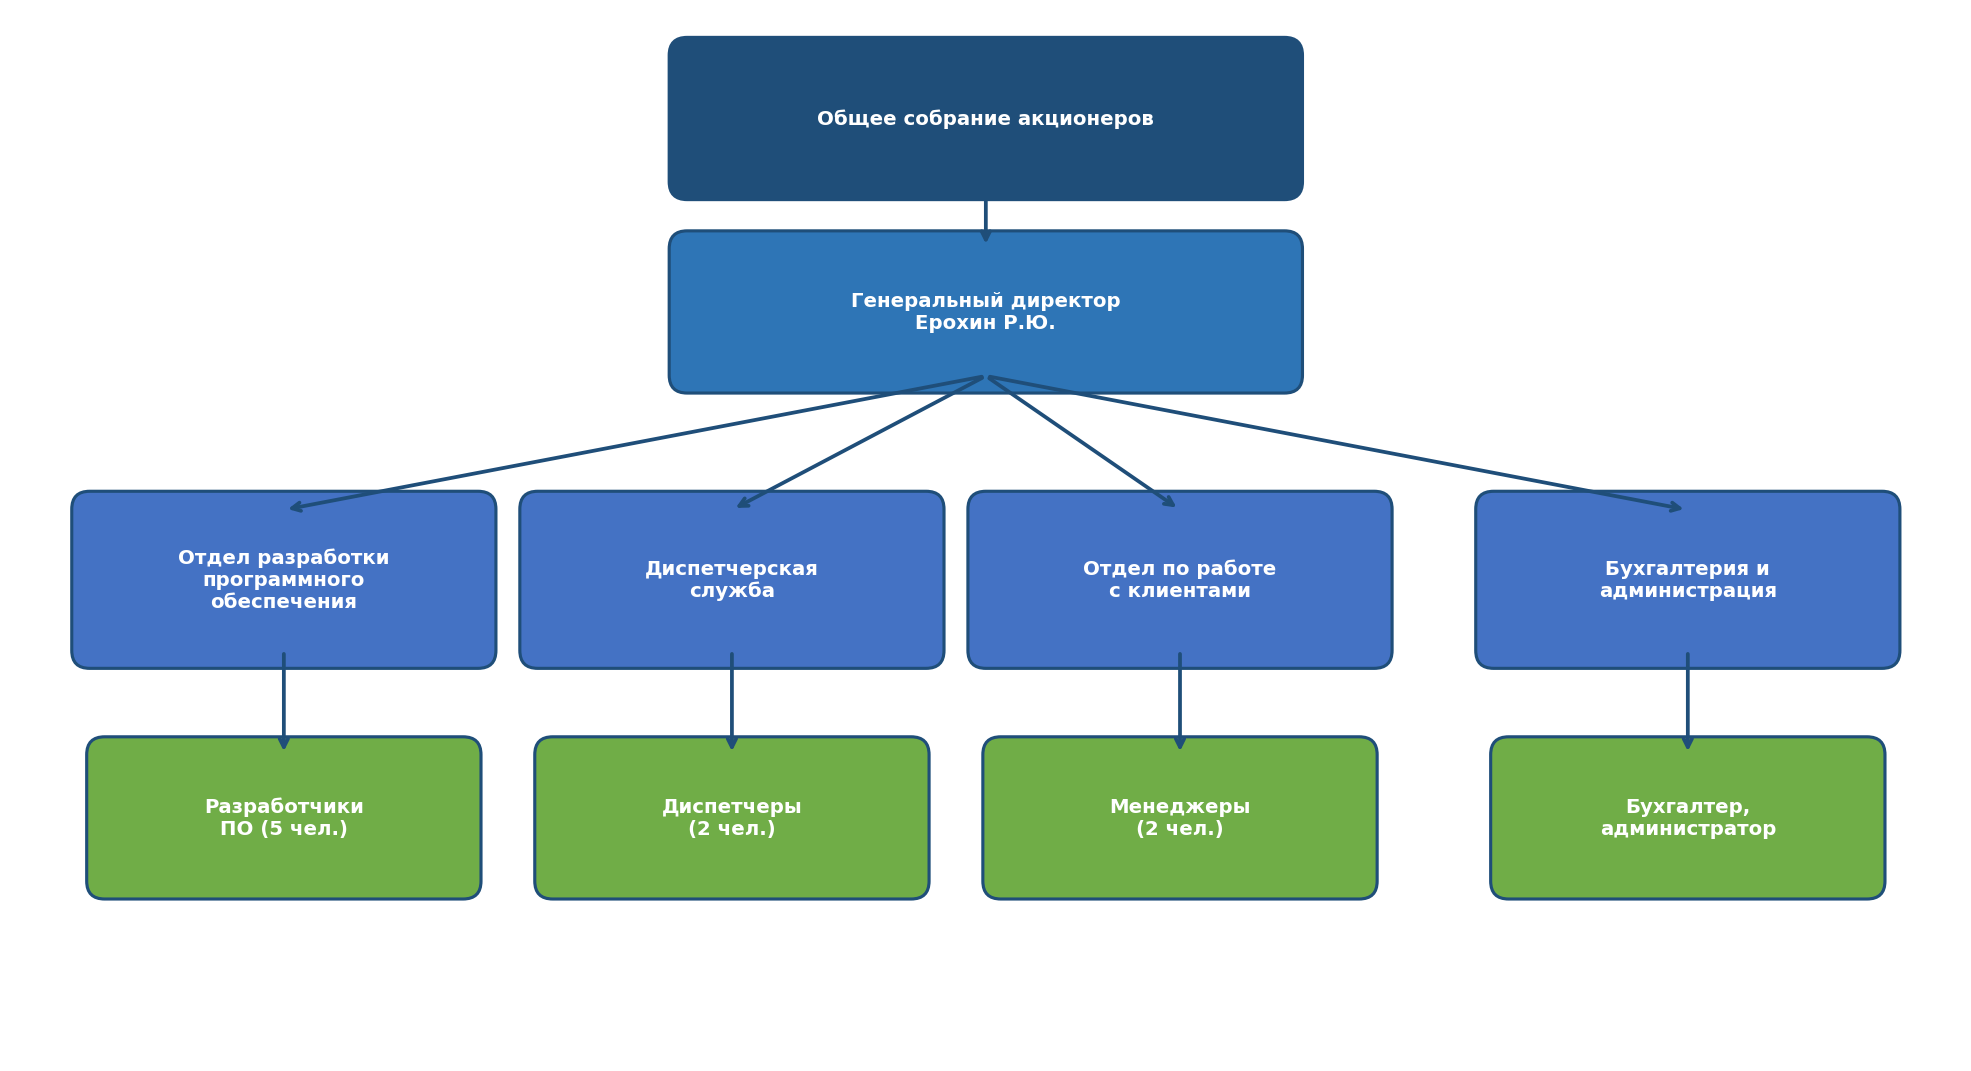 Общее собрание акционеров
Генеральный директор
Ерохин Р.Ю.
Отдел разработки
программного
обеспечения
Диспетчерская
служба
Отдел по работе
с клиентами
Бухгалтерия и
администрация
Разработчики
ПО (5 чел.)
Диспетчеры
(2 чел.)
Менеджеры
(2 чел.)
Бухгалтер,
администратор